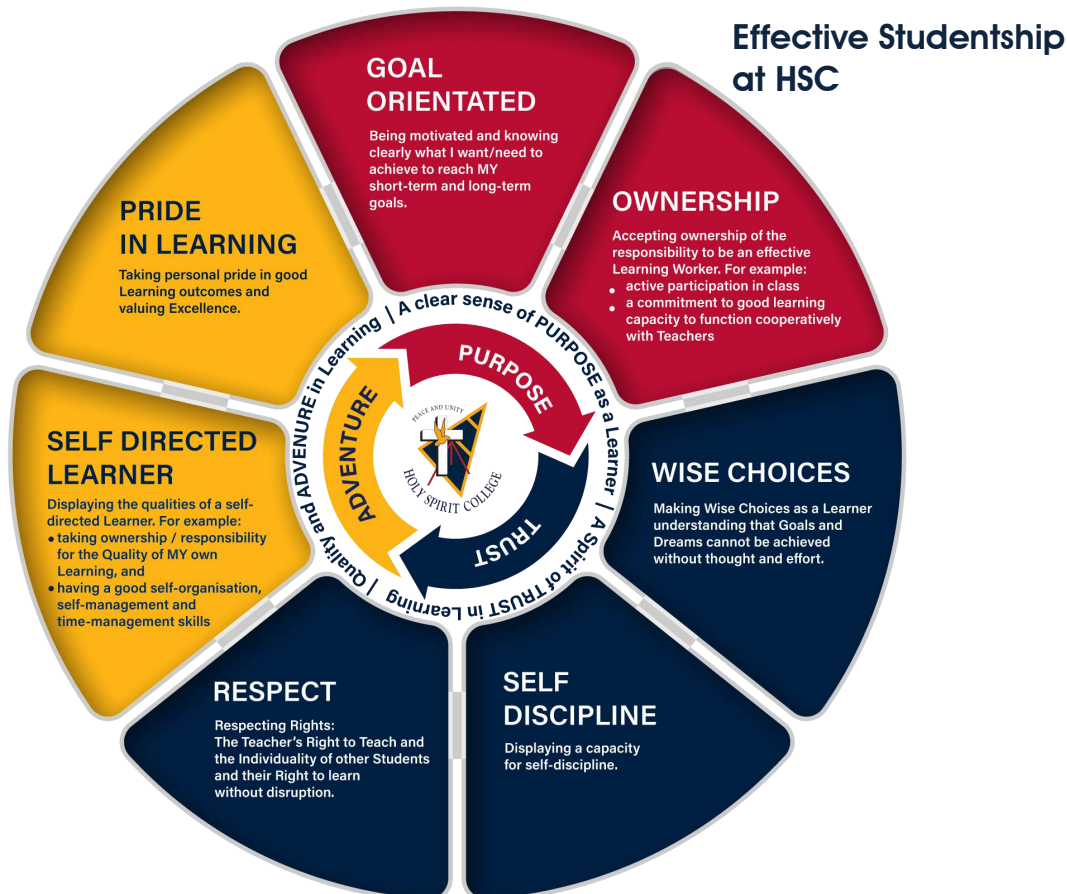 Effective Studentship
at HSC
GOAL
ORIENTATED
Being motivated and knowing
clearly what I want/need to
achieve to reach MY
short-term and long-term
goals.
OWNERSHIP
Accepting ownership of the
responsibility to be an effective
Learning Worker. For example:
• active participation in class
• a commitment to good learning
capacity to function cooperatively
with Teachers
WISE CHOICES
Making Wise Choices as a Learner
understanding that Goals and
Dreams cannot be achieved
without thought and effort.
SELF
DISCIPLINE
Displaying a capacity
for self-discipline.
RESPECT
Respecting Rights:
The Teacher's Right to Teach and
the Individuality of other Students
and their Right to learn
without disruption.
SELF DIRECTED
LEARNER
Displaying the qualities of a self-
directed Learner. For example:
• taking ownership / responsibility
for the Quality of MY own
Learning, and
• having a good self-organisation,
self-management and
time-management skills
PRIDE
IN LEARNING
Taking personal pride in good
Learning outcomes and
valuing Excellence.
| A clear sense of PURPOSE as a Learner
| A Spirit of TRUST in Learning
| Quality and ADVENURE in Learning
PURPOSE
TRUST
ADVENTURE
PEACE AND UNITY
HOLY SPIRIT COLLEGE